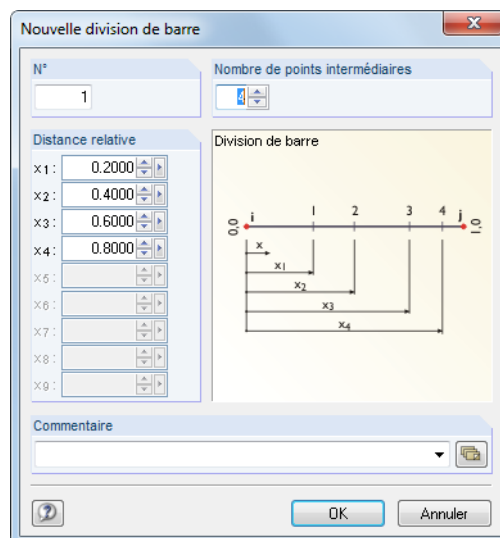 Nouvelle division de barre
N°
1
Nombre de points intermédiaires
4
Distance relative
x1: 0.2000
x2: 0.4000
x3: 0.6000
x4: 0.8000
x5:
x6:
x7:
x8:
x9:
Division de barre
0,0 i 1 2 3 4 j 1,0
x
x1
x2
x3
x4
Commentaire
OK
Annuler